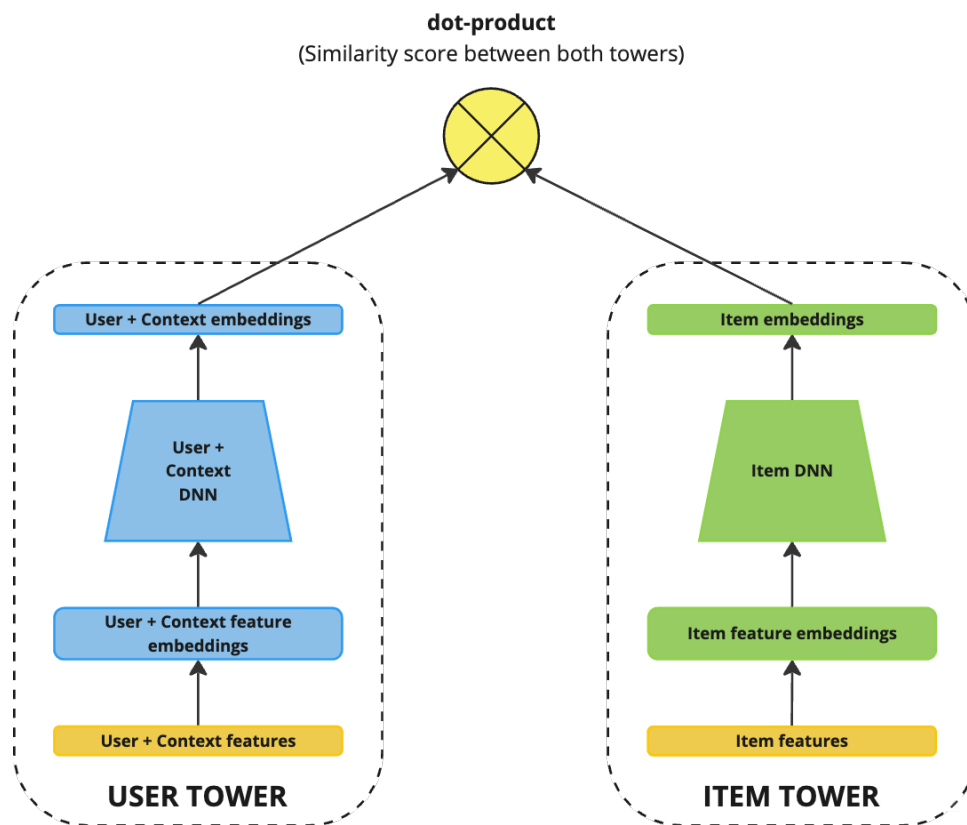 dot-product
(Similarity score between both towers)
User + Context embeddings
Item embeddings
User +
Context
DNN
Item DNN
User + Context feature
embeddings
Item feature embeddings
User + Context features
Item features
USER TOWER
ITEM TOWER